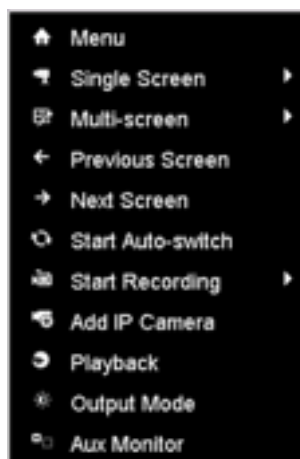 Menu
Single Screen
Multi-screen
Previous Screen
Next Screen
Start Auto-switch
Start Recording
Add IP Camera
Playback
Output Mode
Aux Monitor